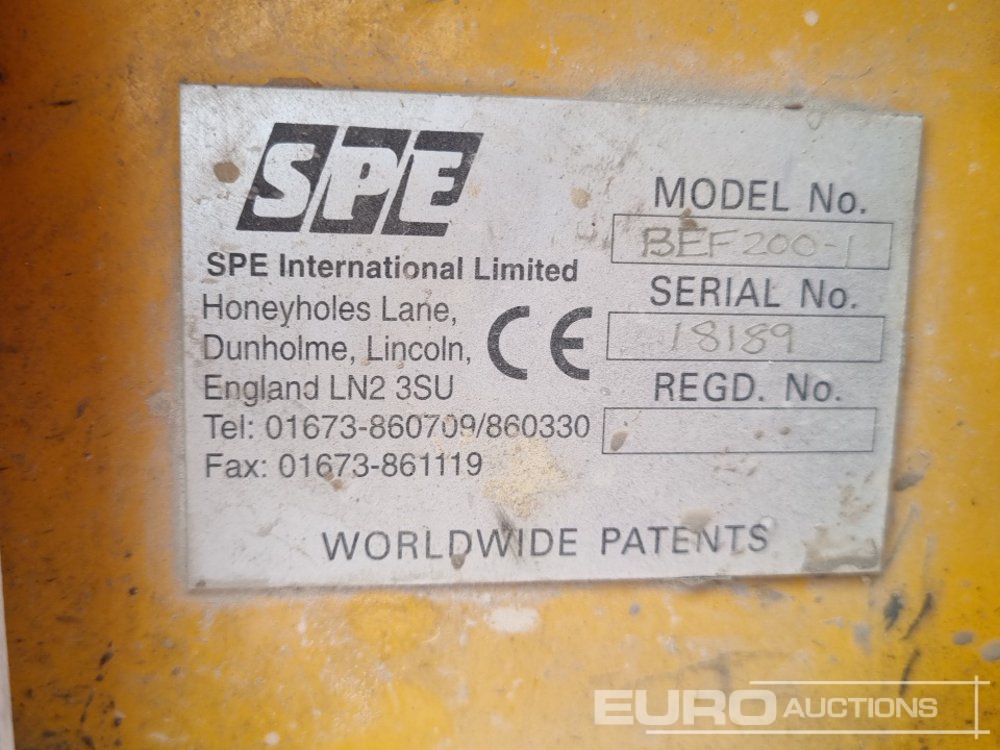 SPE
SPE International Limited
Honeyholes Lane,
Dunholme, Lincoln,
England LN2 3SU
Tel: 01673-860709/860330
Fax: 01673-861119
CE
MODEL No.
BEF200-1
SERIAL No.
18189
REGD. No.
WORLDWIDE PATENTS
EURO AUCTIONS